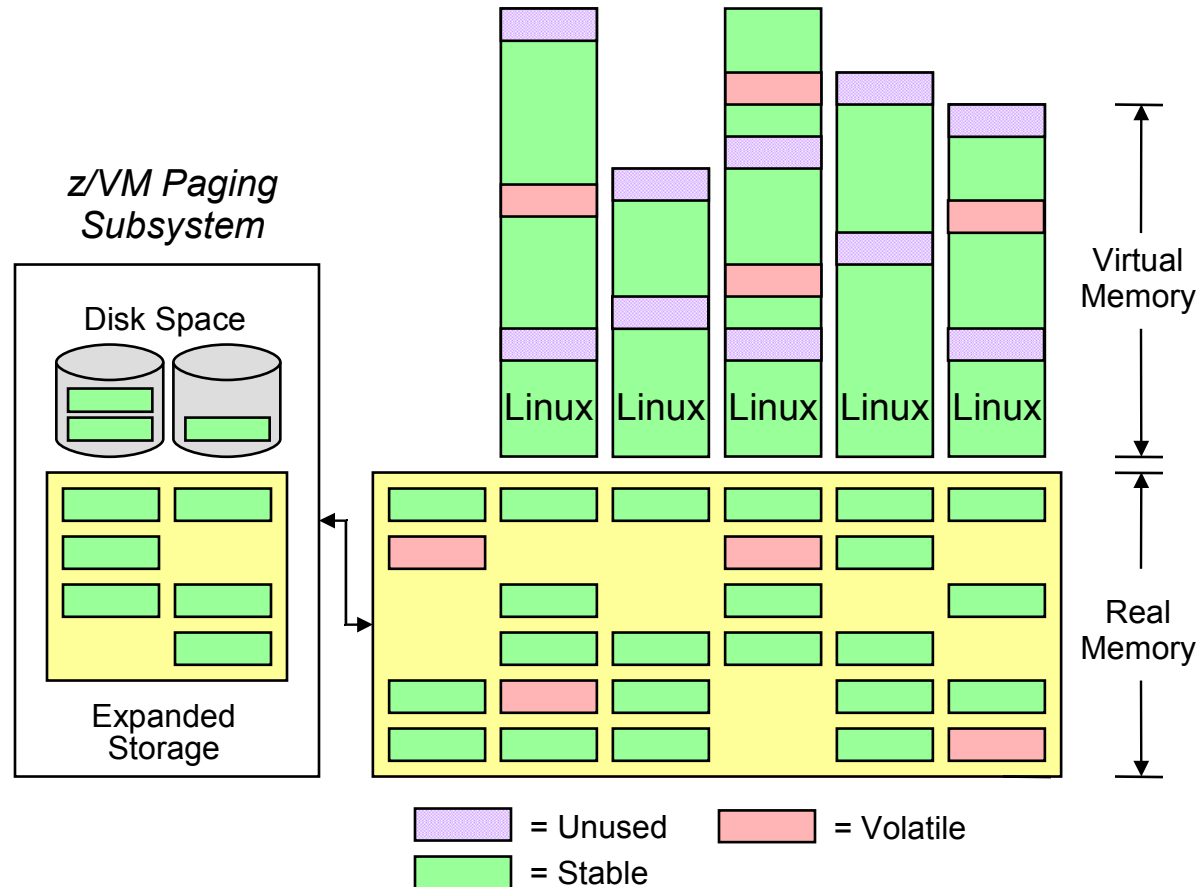 z/VM Paging
Subsystem
Disk Space
Expanded
Storage
Linux
Linux
Linux
Linux
Linux
Virtual
Memory
Real
Memory
= Unused
= Volatile
= Stable